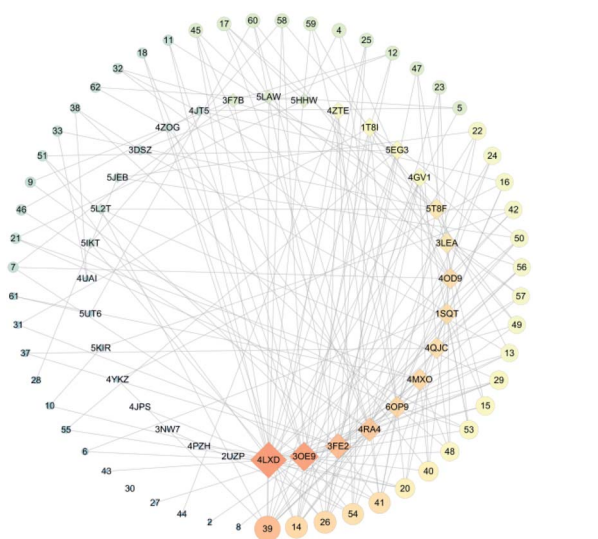 60
58
59
17
4
45
25
11
12
18
47
32
23
62
5
38
22
33
24
51
16
9
42
46
50
21
56
7
57
61
49
31
13
37
29
28
15
10
53
55
48
6
40
43
20
30
41
27
54
44
26
2
14
8
39
5LAW
3F7B
5HHW
4JT5
4ZTE
4ZOG
1T8I
3DSZ
5EG3
5JEB
4GV1
5L2T
5T8F
5IKT
3LEA
4UAI
4OD9
5UT6
1SQT
5KIR
4QJC
4YKZ
4MXO
4JPS
6OP9
3NW7
4RA4
4PZH
3FE2
2UZP
3OE9
4LXD